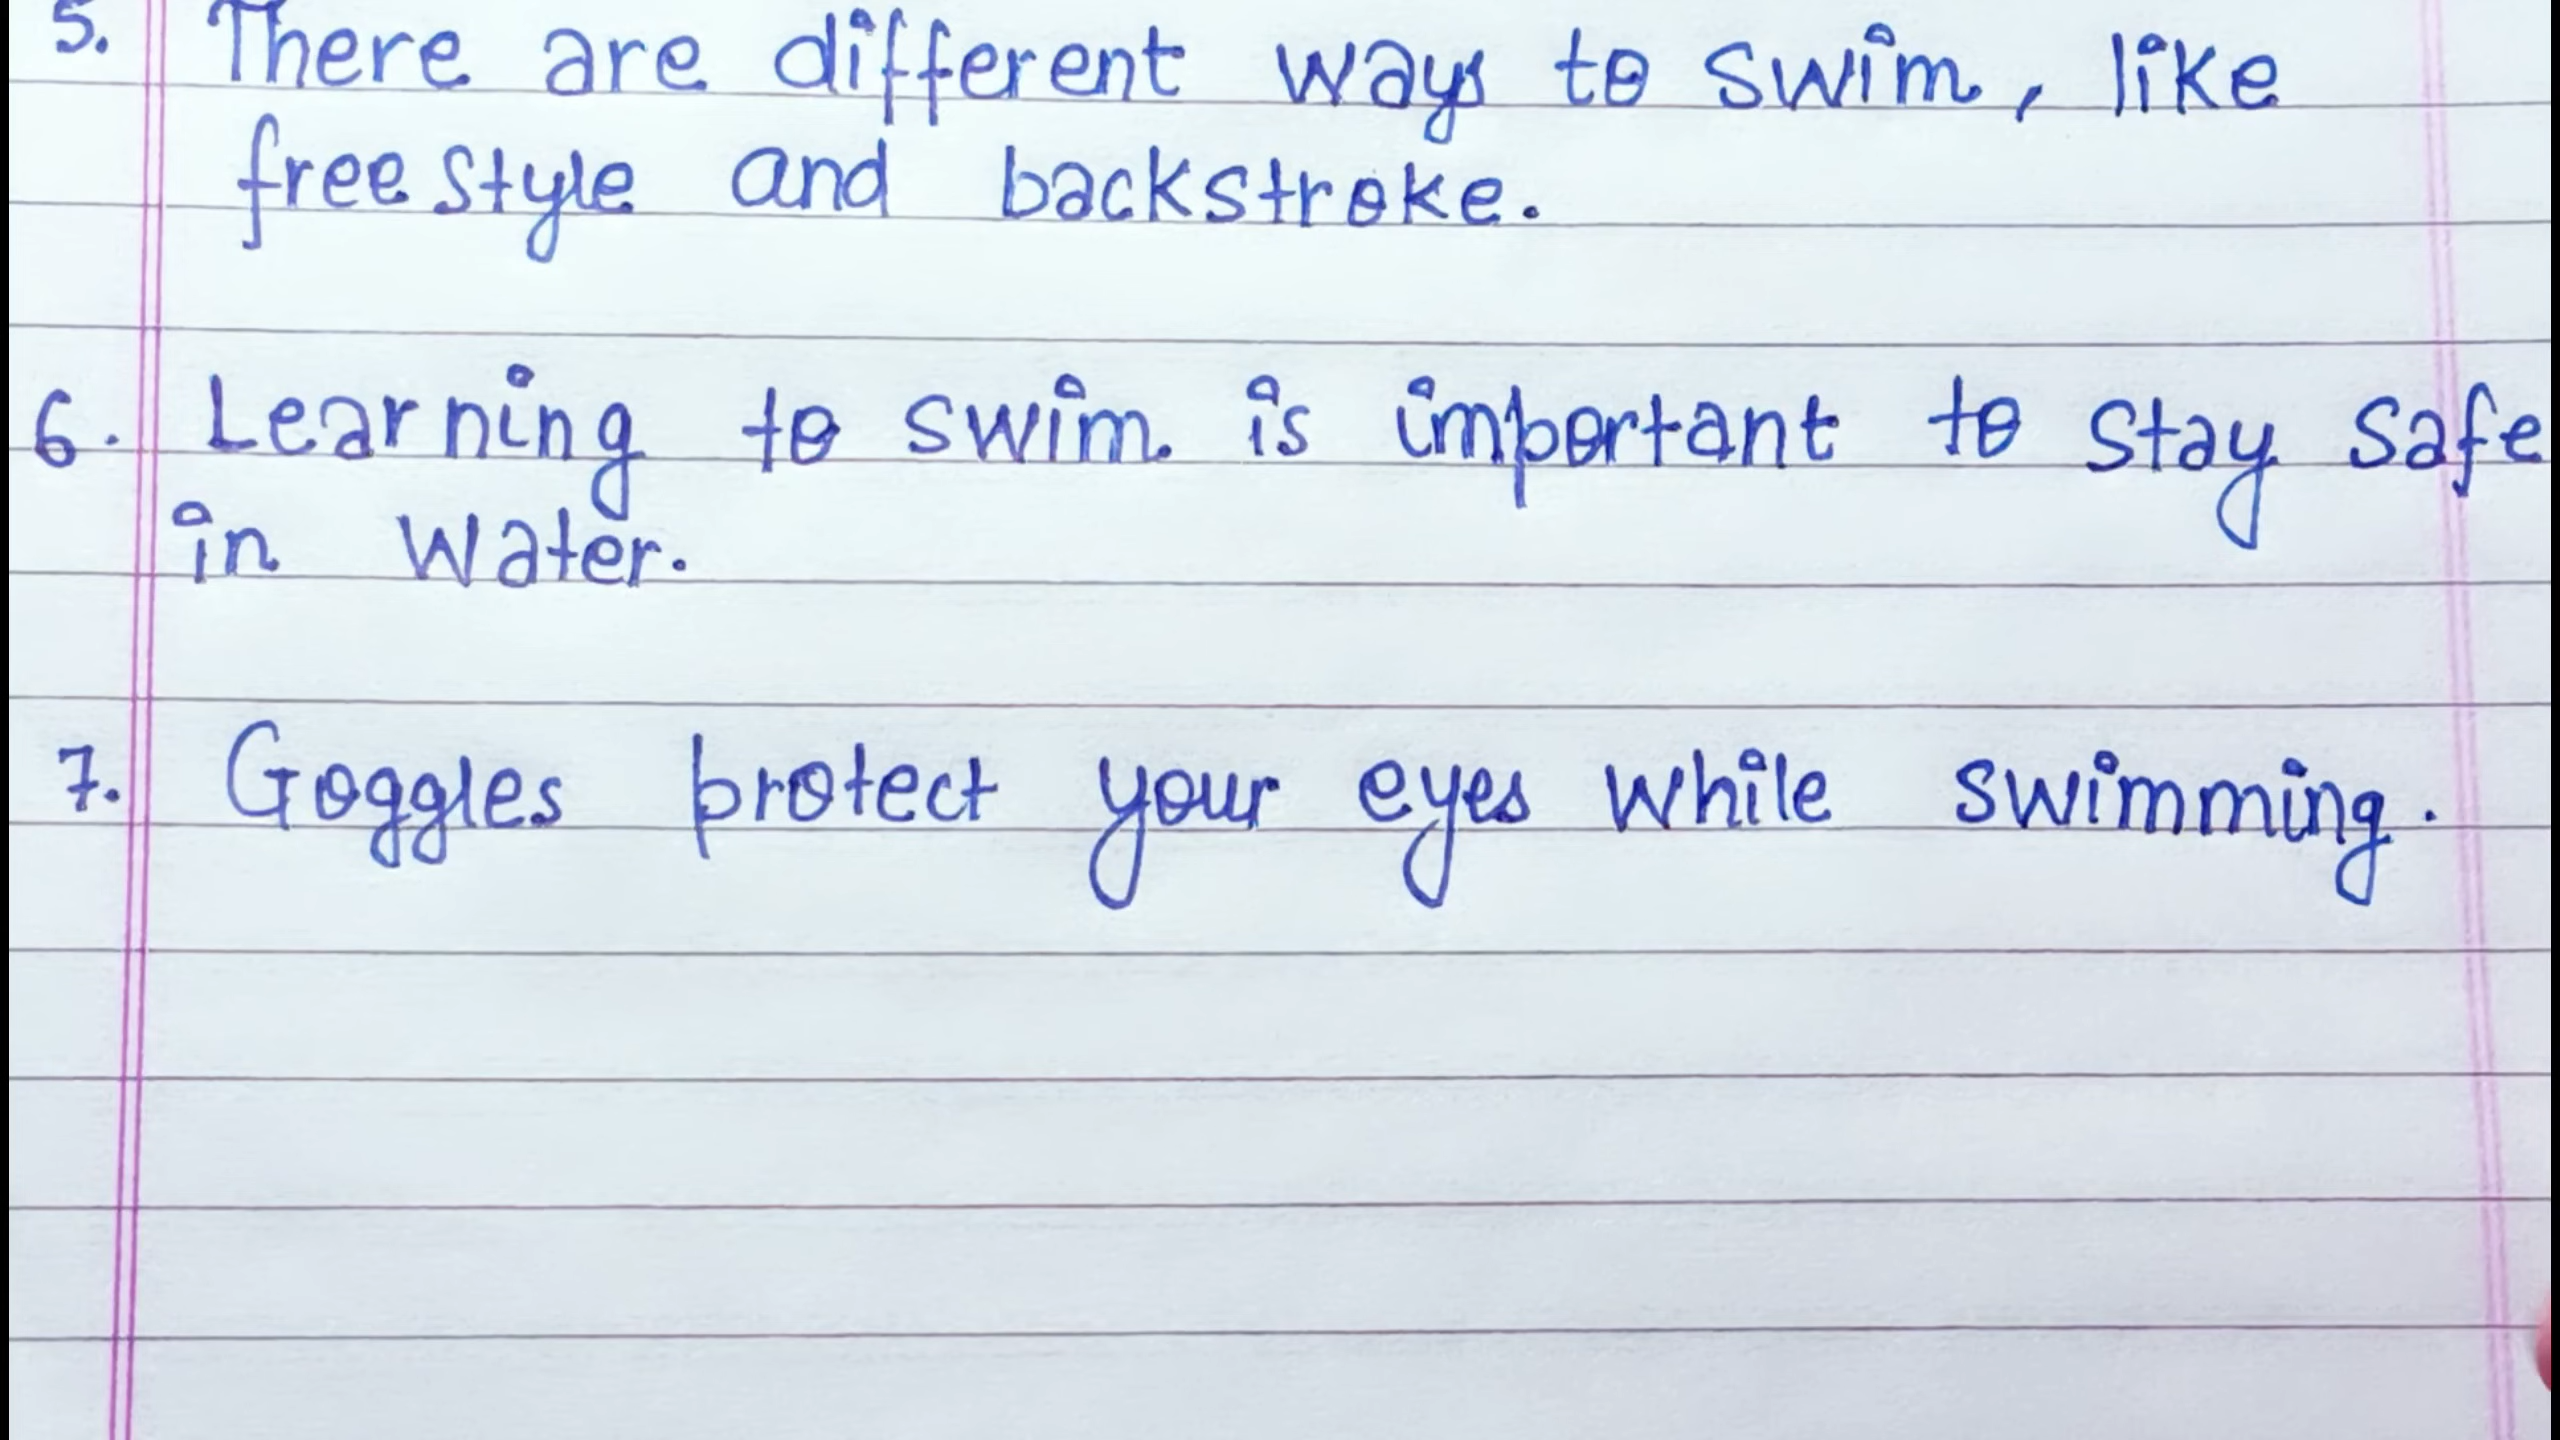 5. There are different ways to swim, like
freestyle and backstroke.
6. Learning to swim is important to stay safe
in water.
7. Goggles protect your eyes while swimming.